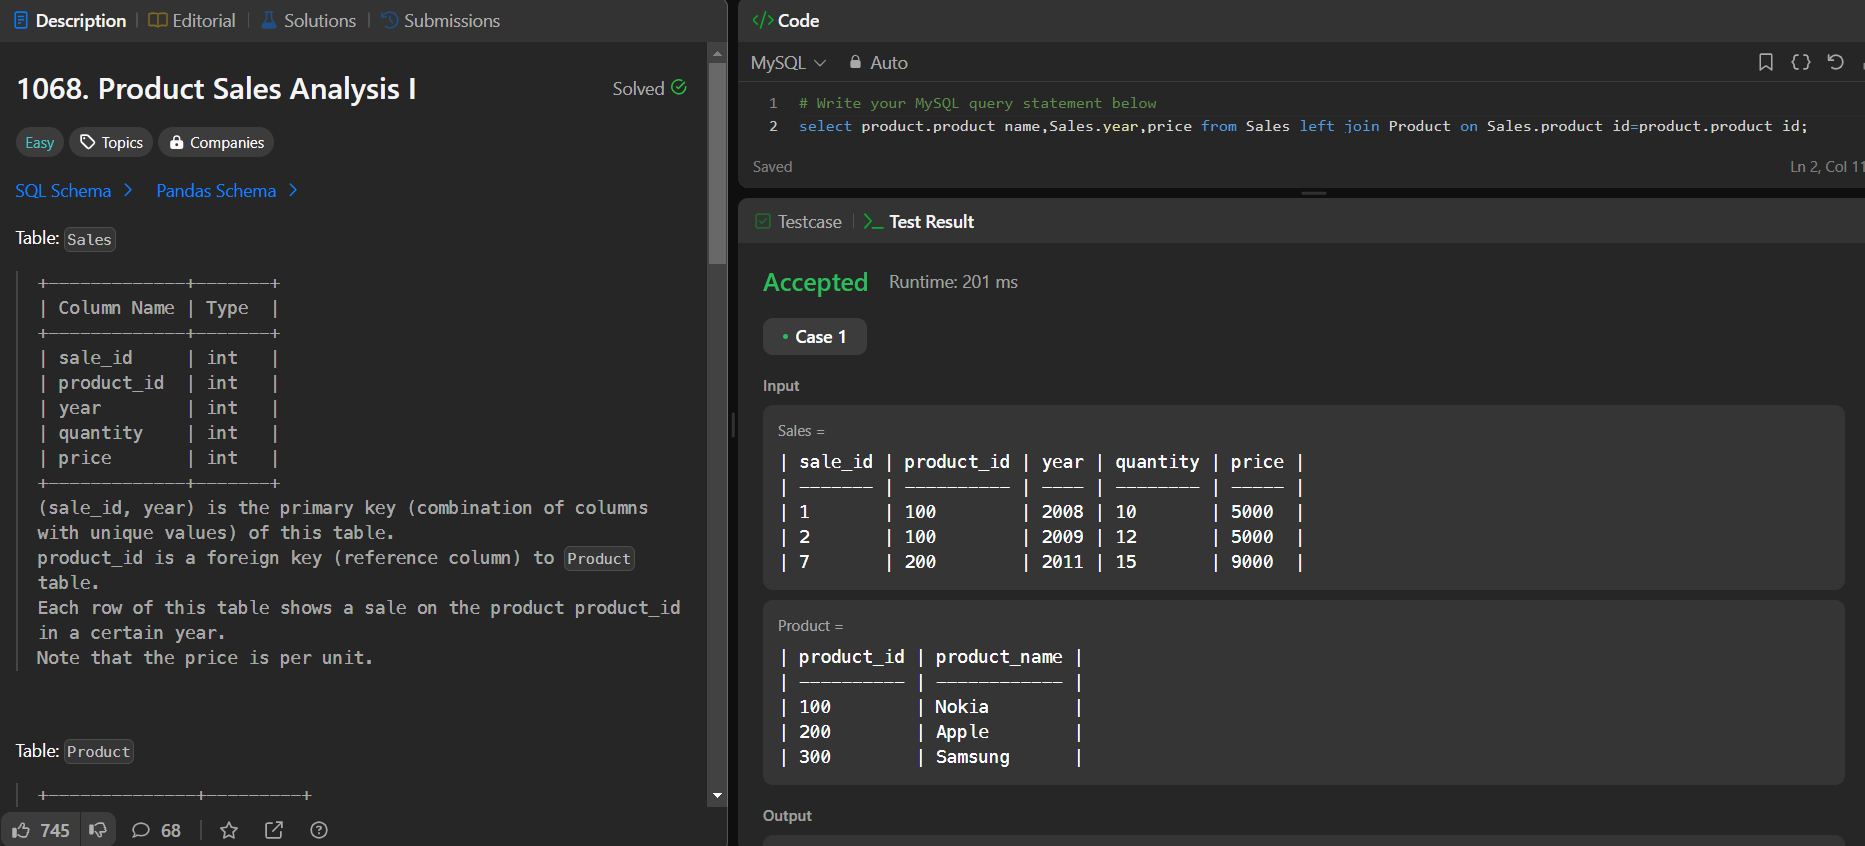 Description | Editorial | Solutions | Submissions
1068. Product Sales Analysis I
Solved
Easy Topics Companies
SQL Schema > Pandas Schema >
Table: Sales
+-------------+-------+
| Column Name | Type  |
+-------------+-------+
| sale_id     | int   |
| product_id  | int   |
| year        | int   |
| quantity    | int   |
| price       | int   |
+-------------+-------+
(sale_id, year) is the primary key (combination of columns
with unique values) of this table.
product_id is a foreign key (reference column) to Product
table.
Each row of this table shows a sale on the product product_id
in a certain year.
Note that the price is per unit.
Table: Product
+--------------+---------+
745 68
</> Code
MySQL Auto
1 # Write your MySQL query statement below
2 select product.product name,Sales.year,price from Sales left join Product on Sales.product id=product.product id;
Saved
Ln 2, Col 11
Testcase | >_ Test Result
Accepted Runtime: 201 ms
• Case 1
Input
Sales =
| sale_id | product_id | year | quantity | price |
| ------- | ---------- | ---- | -------- | ----- |
| 1       | 100        | 2008 | 10       | 5000  |
| 2       | 100        | 2009 | 12       | 5000  |
| 7       | 200        | 2011 | 15       | 9000  |
Product =
| product_id | product_name |
| ---------- | ------------ |
| 100        | Nokia        |
| 200        | Apple        |
| 300        | Samsung      |
Output